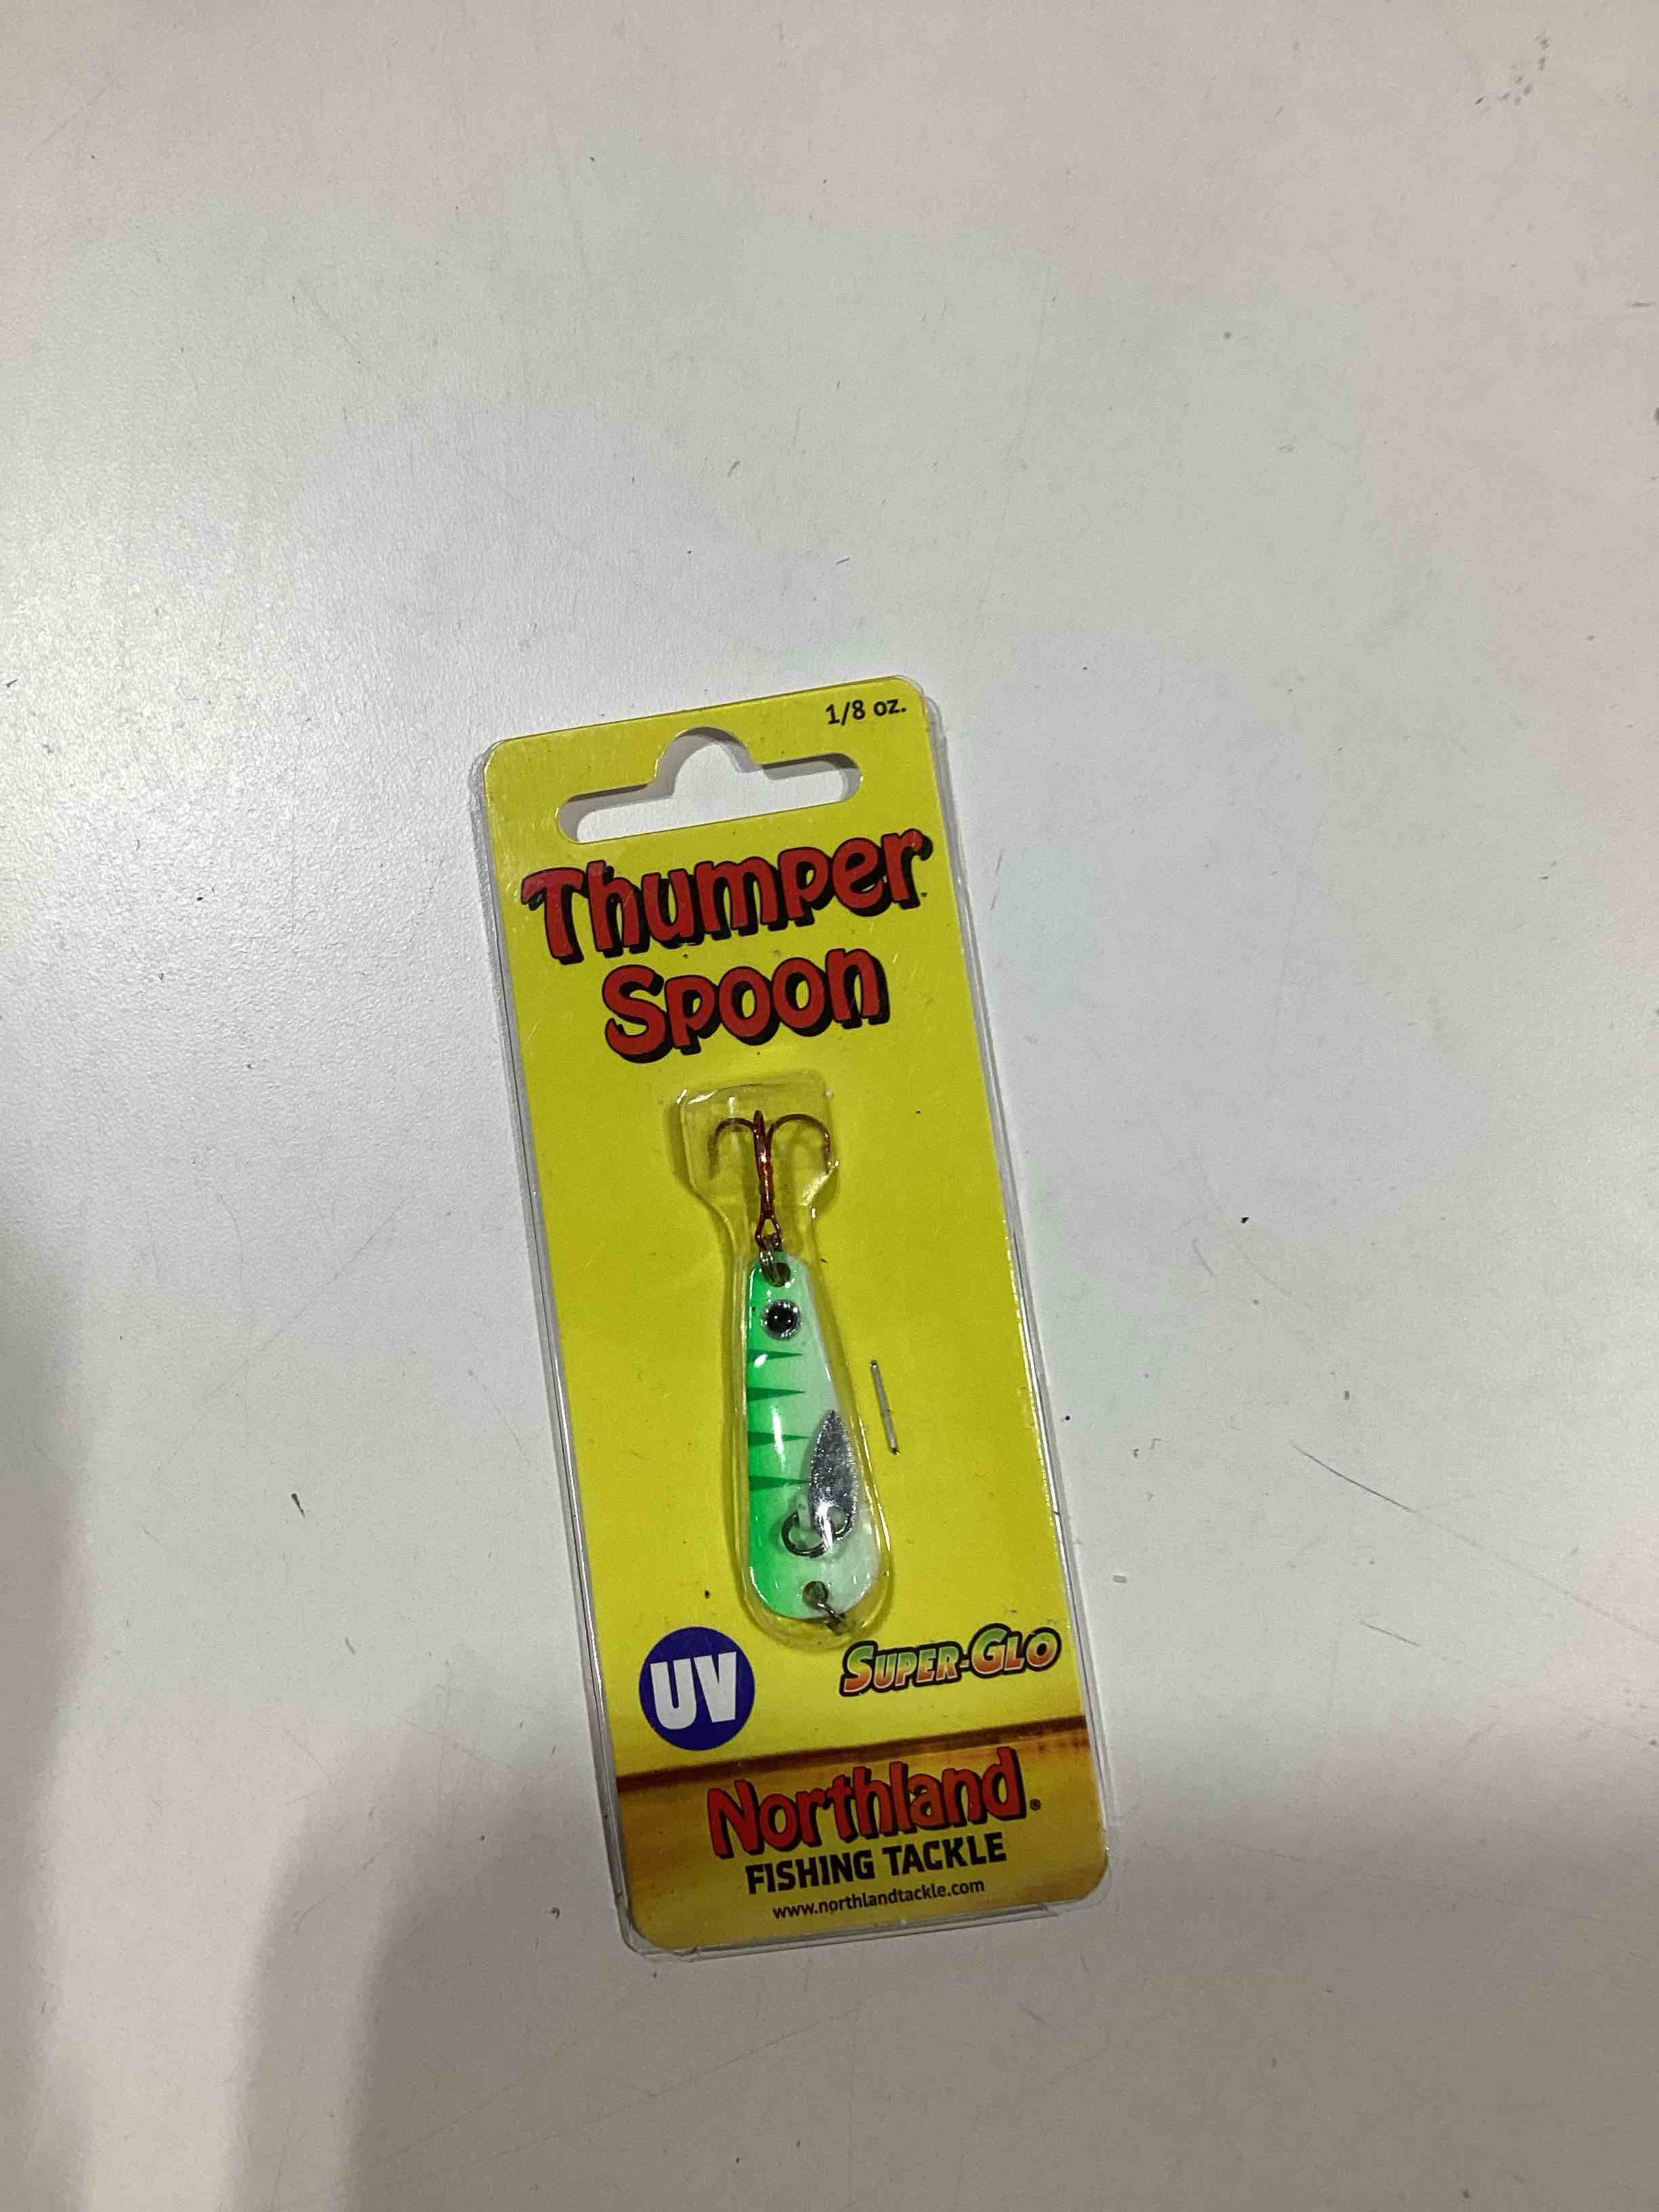 1/8 oz.
Thumper
Spoon
UV
SUPER-GLO
Northland®
FISHING TACKLE
www.northlandtackle.com